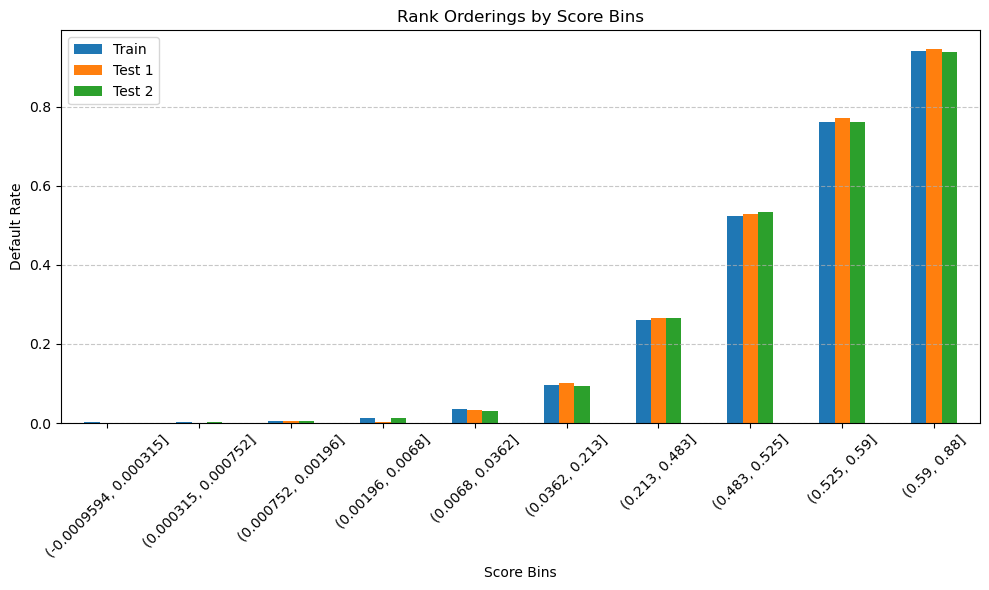 Rank Orderings by Score Bins
Train
Test 1
Test 2
Default Rate
0.8
0.6
0.4
0.2
0.0
(-0.0009594, 0.000315]
(0.000315, 0.000752]
(0.000752, 0.00196]
(0.00196, 0.0068]
(0.0068, 0.0362]
(0.0362, 0.213]
(0.213, 0.483]
(0.483, 0.525]
(0.525, 0.59]
(0.59, 0.88]
Score Bins